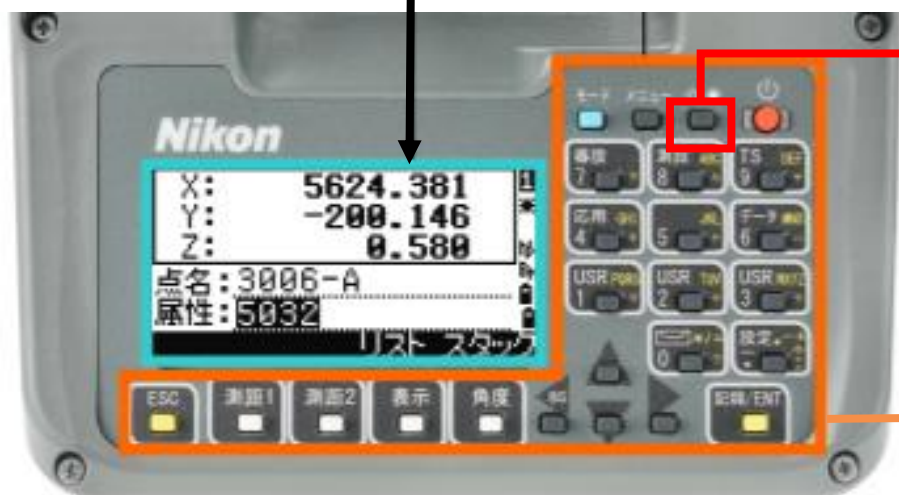 モード メニュー
Nikon
X: 5624.381
Y: -200.146
Z: 0.580
点名:3006-A
属性:5032
リスト スタック
7
測距 ABC
8
TS DEF
9
応用 GHI
4
JKL
5
データ MNO
6
USR PQRS
1
USR TUV
2
USR WXYZ
3
0
設定
ESC
測距1
測距2
表示
角度
BS
記録/ENT